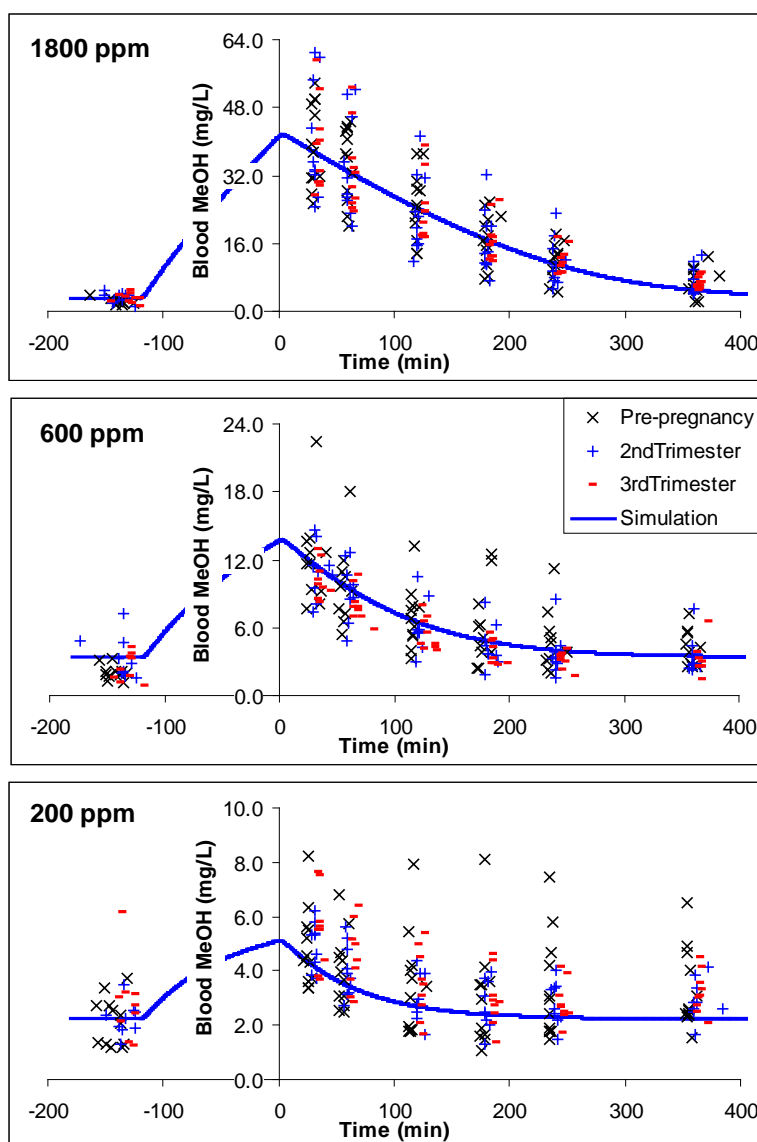 1800 ppm
Blood MeOH (mg/L)
64.0
48.0
32.0
16.0
0.0
-200 -100 0 100 200 300 400
Time (min)
600 ppm
Blood MeOH (mg/L)
24.0
18.0
12.0
6.0
0.0
Pre-pregnancy
2ndTrimester
3rdTrimester
Simulation
-200 -100 0 100 200 300 400
Time (min)
200 ppm
Blood MeOH (mg/L)
10.0
8.0
6.0
4.0
2.0
0.0
-200 -100 0 100 200 300 400
Time (min)